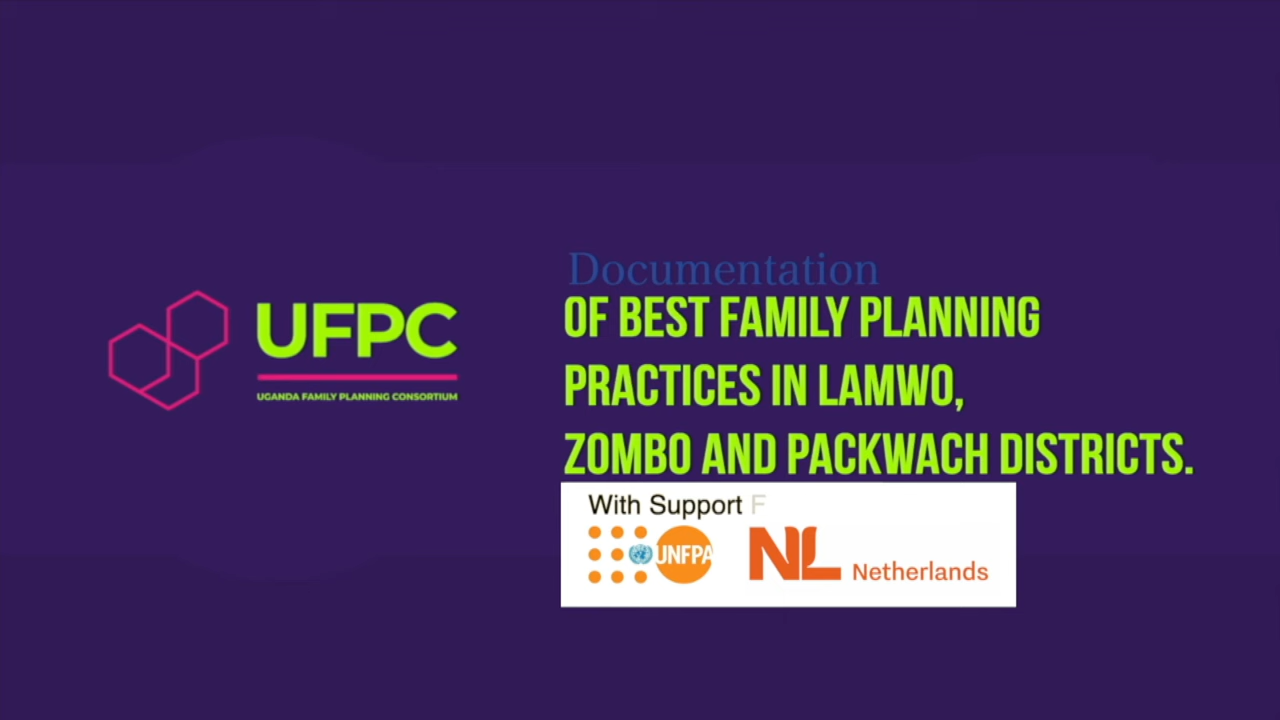 UFPC
UGANDA FAMILY PLANNING CONSORTIUM
Documentation
OF BEST FAMILY PLANNING
PRACTICES IN LAMWO,
ZOMBO AND PACKWACH DISTRICTS.
With Support F
UNFPA
NL Netherlands